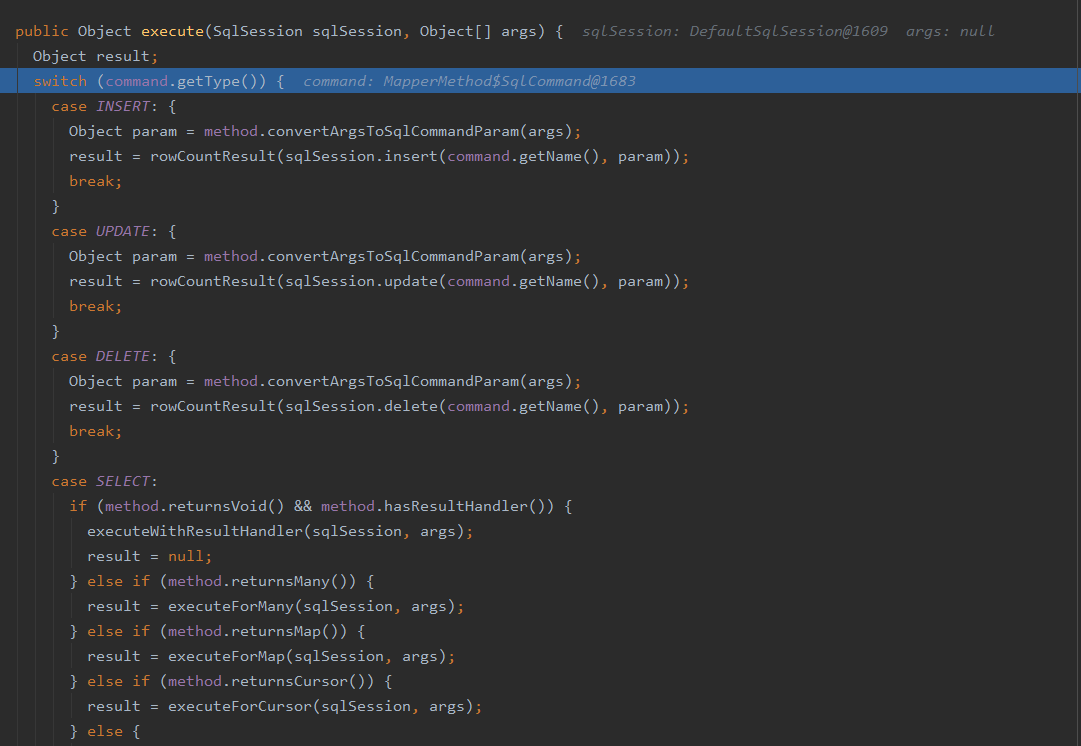 public Object execute(SqlSession sqlSession, Object[] args) {  sqlSession: DefaultSqlSession@1609  args: null
  Object result;
  switch (command.getType()) {  command: MapperMethod$SqlCommand@1683
    case INSERT: {
      Object param = method.convertArgsToSqlCommandParam(args);
      result = rowCountResult(sqlSession.insert(command.getName(), param));
      break;
    }
    case UPDATE: {
      Object param = method.convertArgsToSqlCommandParam(args);
      result = rowCountResult(sqlSession.update(command.getName(), param));
      break;
    }
    case DELETE: {
      Object param = method.convertArgsToSqlCommandParam(args);
      result = rowCountResult(sqlSession.delete(command.getName(), param));
      break;
    }
    case SELECT:
      if (method.returnsVoid() && method.hasResultHandler()) {
        executeWithResultHandler(sqlSession, args);
        result = null;
      } else if (method.returnsMany()) {
        result = executeForMany(sqlSession, args);
      } else if (method.returnsMap()) {
        result = executeForMap(sqlSession, args);
      } else if (method.returnsCursor()) {
        result = executeForCursor(sqlSession, args);
      } else {